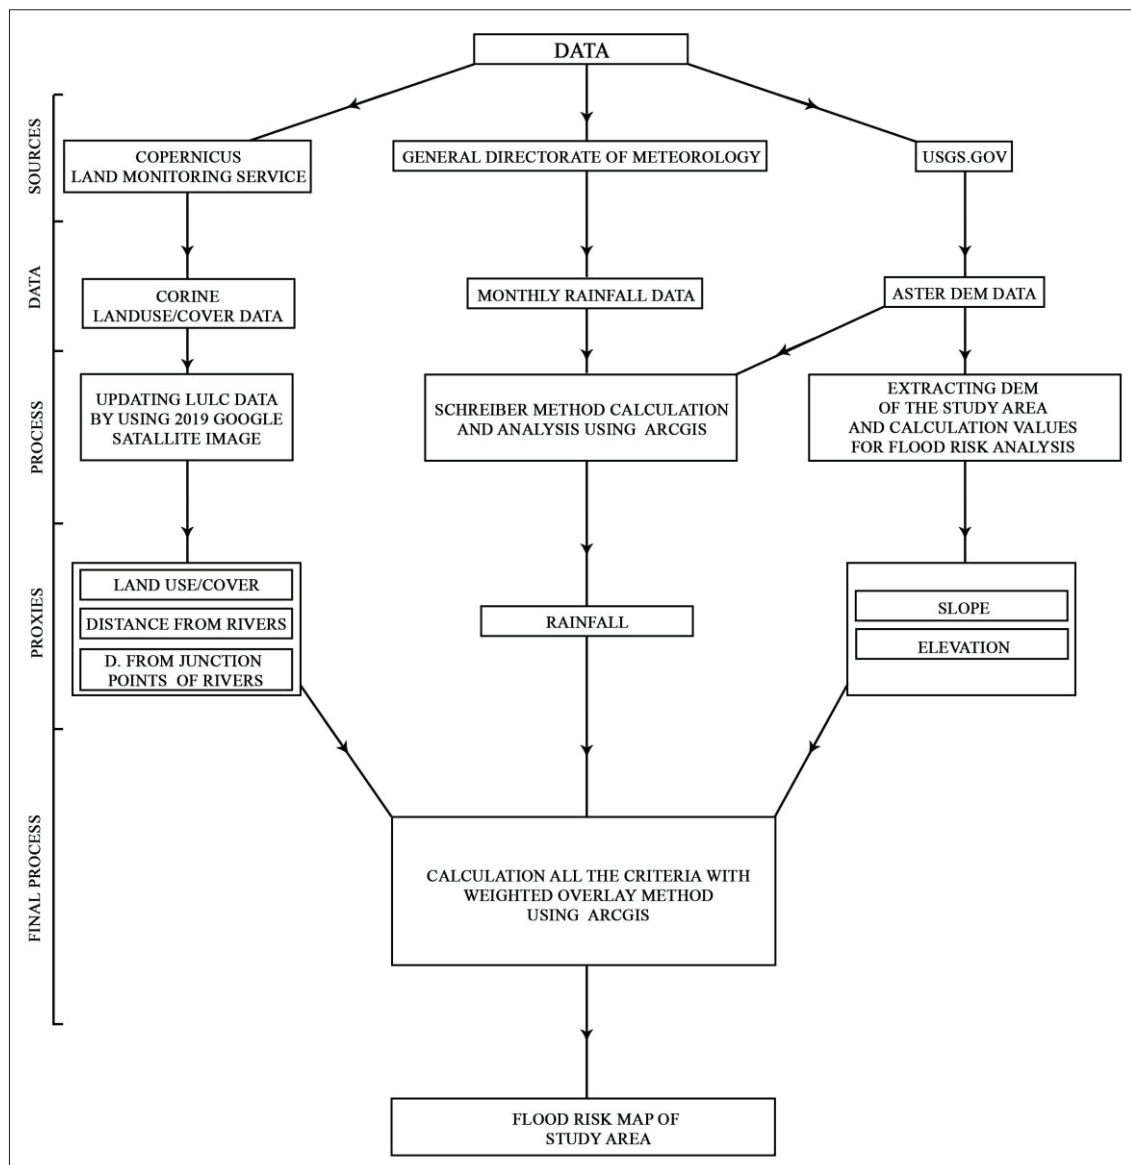 DATA
SOURCES
COPERNICUS
LAND MONITORING SERVICE
GENERAL DIRECTORATE OF METEOROLOGY
USGS.GOV
DATA
CORINE
LANDUSE/COVER DATA
MONTHLY RAINFALL DATA
ASTER DEM DATA
PROCESS
UPDATING LULC DATA
BY USING 2019 GOOGLE
SATALLITE IMAGE
SCHREIBER METHOD CALCULATION
AND ANALYSIS USING ARCGIS
EXTRACTING DEM
OF THE STUDY AREA
AND CALCULATION VALUES
FOR FLOOD RISK ANALYSIS
PROXIES
LAND USE/COVER
DISTANCE FROM RIVERS
D. FROM JUNCTION
POINTS OF RIVERS
RAINFALL
SLOPE
ELEVATION
FINAL PROCESS
CALCULATION ALL THE CRITERIA WITH
WEIGHTED OVERLAY METHOD
USING ARCGIS
FLOOD RISK MAP OF
STUDY AREA